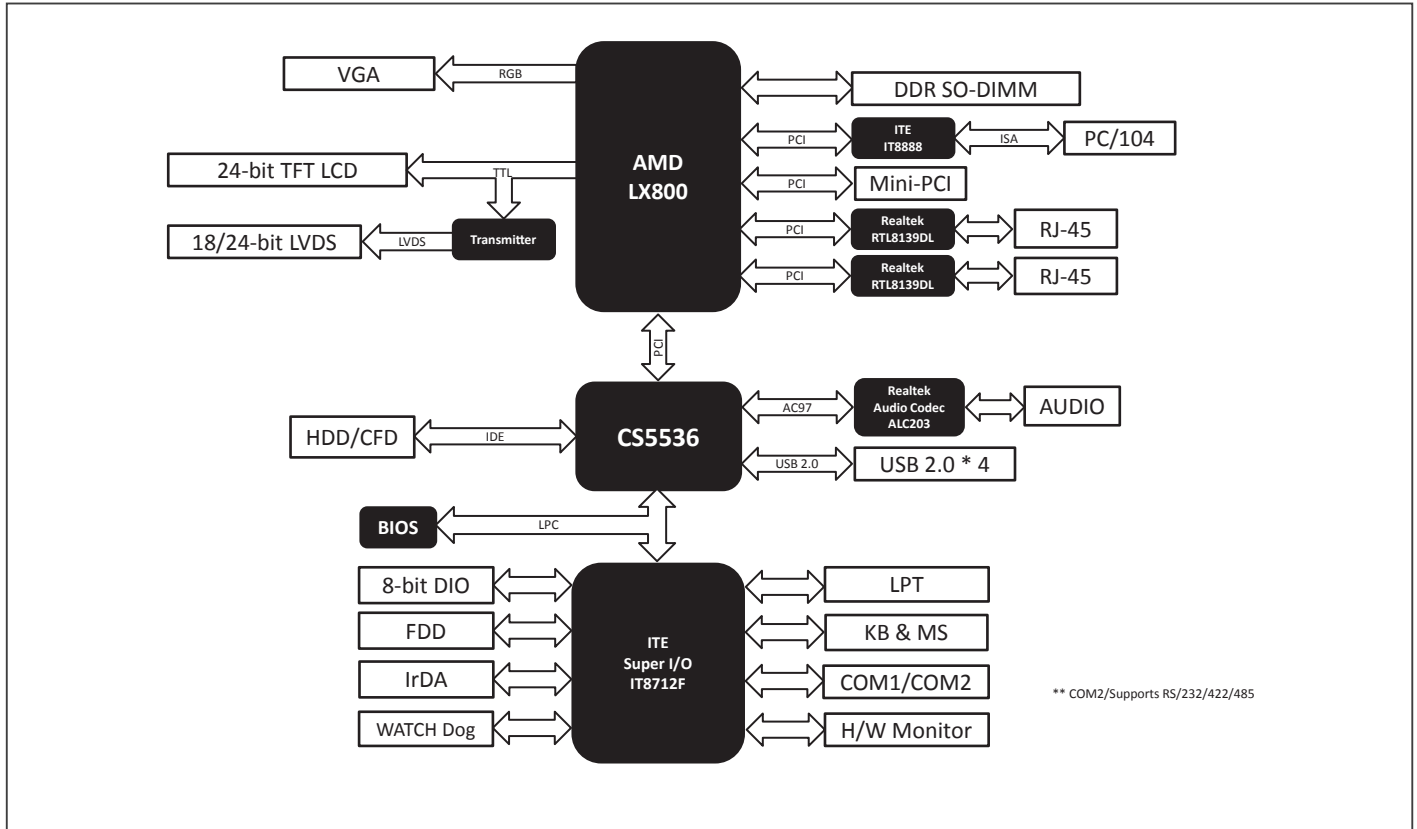 VGA
RGB
DDR SO-DIMM
AMD
LX800
PCI
ITE
IT8888
ISA
PC/104
24-bit TFT LCD
TTL
PCI
Mini-PCI
18/24-bit LVDS
LVDS
Transmitter
PCI
Realtek
RTL8139DL
RJ-45
PCI
Realtek
RTL8139DL
RJ-45
PCI
HDD/CFD
IDE
CS5536
AC97
Realtek
Audio Codec
ALC203
AUDIO
USB 2.0
USB 2.0 * 4
BIOS
LPC
8-bit DIO
FDD
IrDA
WATCH Dog
ITE
Super I/O
IT8712F
LPT
KB & MS
COM1/COM2
H/W Monitor
** COM2/Supports RS/232/422/485